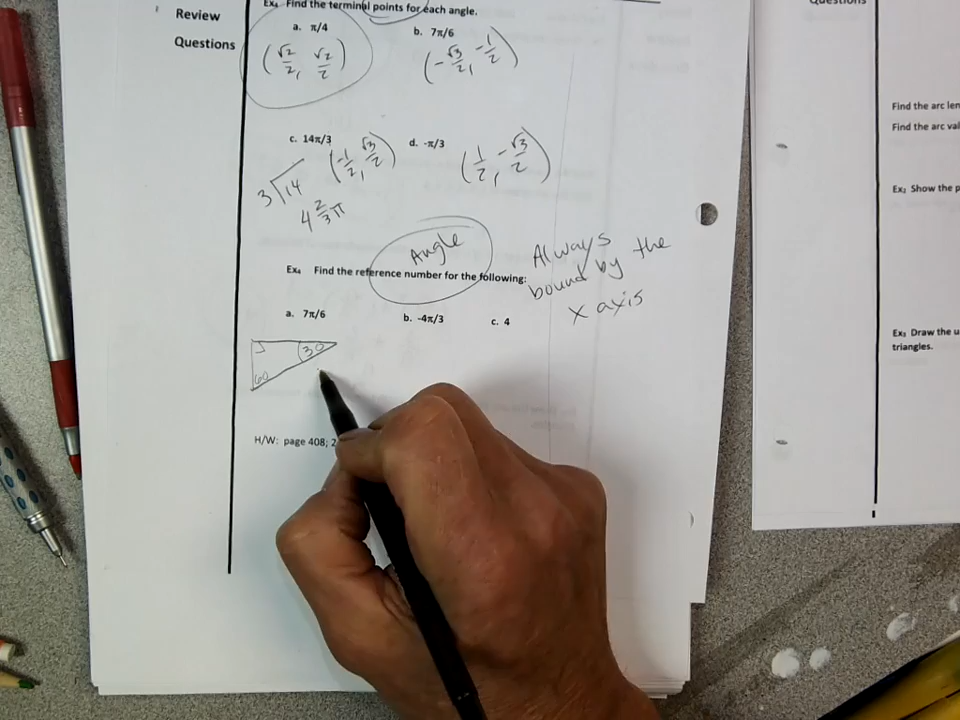 Review
Questions
Ex4 Find the terminal points for each angle.
a. π/4
b. 7π/6
(√2/2, √2/2)
(-√3/2, -1/2)
c. 14π/3
d. -π/3
(-1/2, √3/2)
(1/2, -√3/2)
3√14
4 2/3 π
Angle
Always
bound by the
x axis
Ex4 Find the reference number for the following:
a. 7π/6
b. -4π/3
c. 4
30
60
H/W: page 408; 2
Questions
Find the arc len
Find the arc val
Ex2 Show the p
Ex3 Draw the u
triangles.